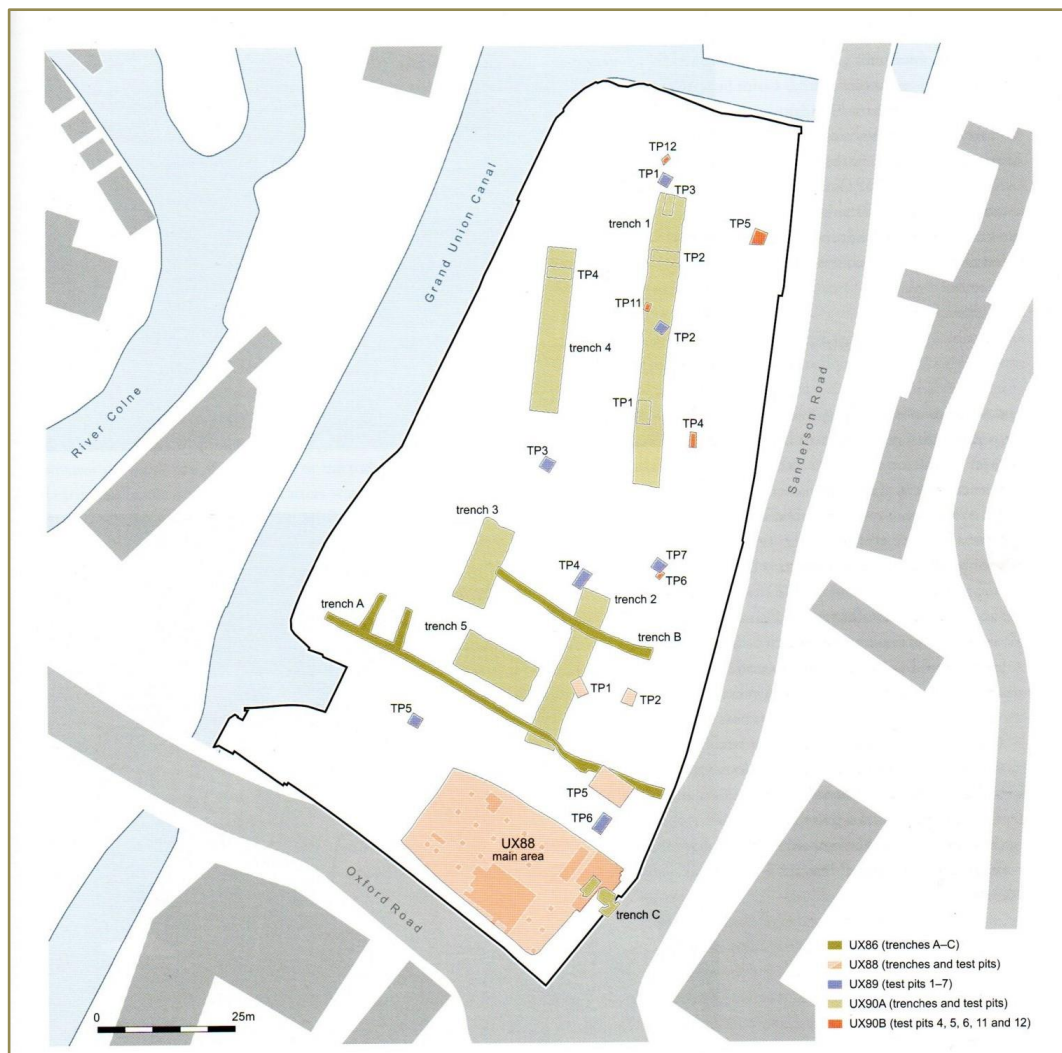 TP12
TP1
TP3
trench 1
TP5
TP2
TP4
TP11
TP2
trench 4
TP1
TP4
TP3
Grand Union Canal
River Colne
Sanderson Road
trench 3
TP7
TP4
TP6
trench 2
trench A
trench 5
trench B
TP1
TP2
TP5
TP5
TP6
UX88
main area
trench C
Oxford Road
UX86 (trenches A–C)
UX88 (trenches and test pits)
UX89 (test pits 1–7)
UX90A (trenches and test pits)
UX90B (test pits 4, 5, 6, 11 and 12)
0 25m